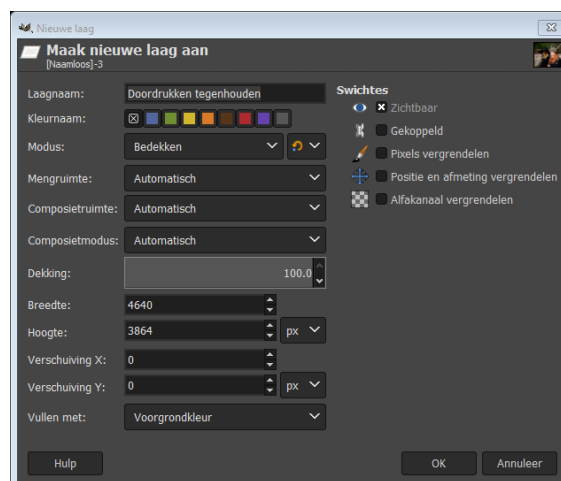 Nieuwe laag
Maak nieuwe laag aan
[Naamloos]-3
Laagnaam: Doordrukken tegenhouden
Kleurnaam:
Modus: Bedekken
Mengruimte: Automatisch
Composietruimte: Automatisch
Composietmodus: Automatisch
Dekking: 100.0
Breedte: 4640
Hoogte: 3864 px
Verschuiving X: 0
Verschuiving Y: 0 px
Vullen met: Voorgrondkleur
Swichtes
Zichtbaar
Gekoppeld
Pixels vergrendelen
Positie en afmeting vergrendelen
Alfakanaal vergrendelen
Hulp OK Annuleer